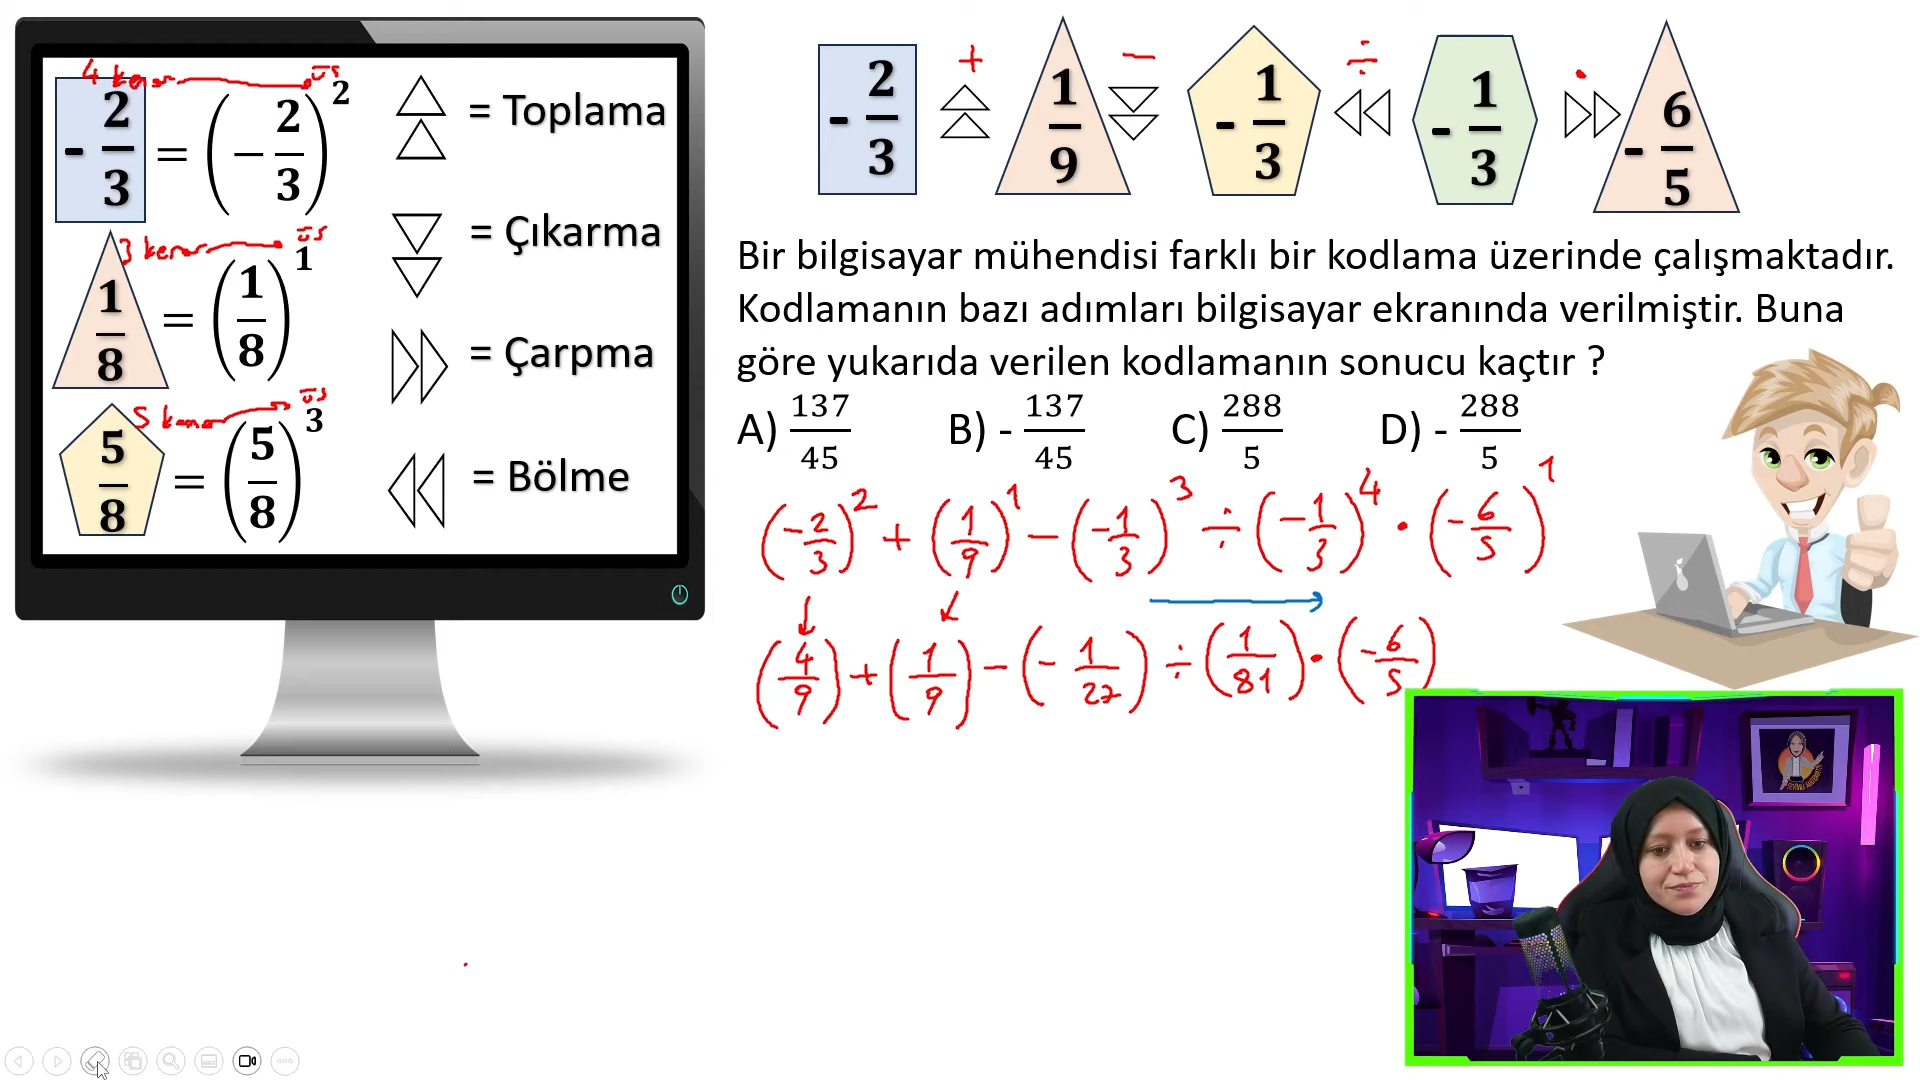 4 kenar üs
- 2/3 = (- 2/3)^2
3 kenar üs
1/8 = (1/8)^1
5 kenar üs
5/8 = (5/8)^3
= Toplama
= Çıkarma
= Çarpma
= Bölme
+ - ÷ ·
- 2/3 1/9 - 1/3 - 1/3 - 6/5
Bir bilgisayar mühendisi farklı bir kodlama üzerinde çalışmaktadır.
Kodlamanın bazı adımları bilgisayar ekranında verilmiştir. Buna
göre yukarıda verilen kodlamanın sonucu kaçtır ?
A) 137/45 B) - 137/45 C) 288/5 D) - 288/5
(-2/3)^2 + (1/9)^1 - (-1/3)^3 ÷ (-1/3)^4 · (-6/5)^1
(4/9) + (1/9) - (-1/27) ÷ (1/81) · (-6/5)